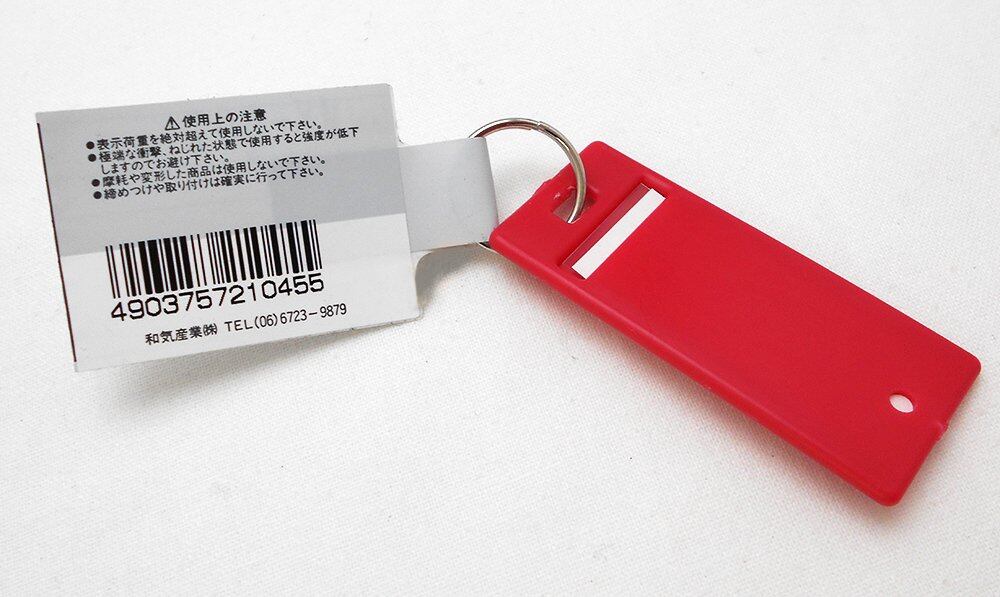 ⚠使用上の注意
●表示荷重を絶対超えて使用しないで下さい。
●極端な衝撃、ねじれた状態で使用すると強度が低下
しますのでお避け下さい。
●摩耗や変形した商品は使用しないで下さい。
●締めつけや取り付けは確実に行って下さい。
4903757210455
和気産業㈱ TEL(06)6723-9879